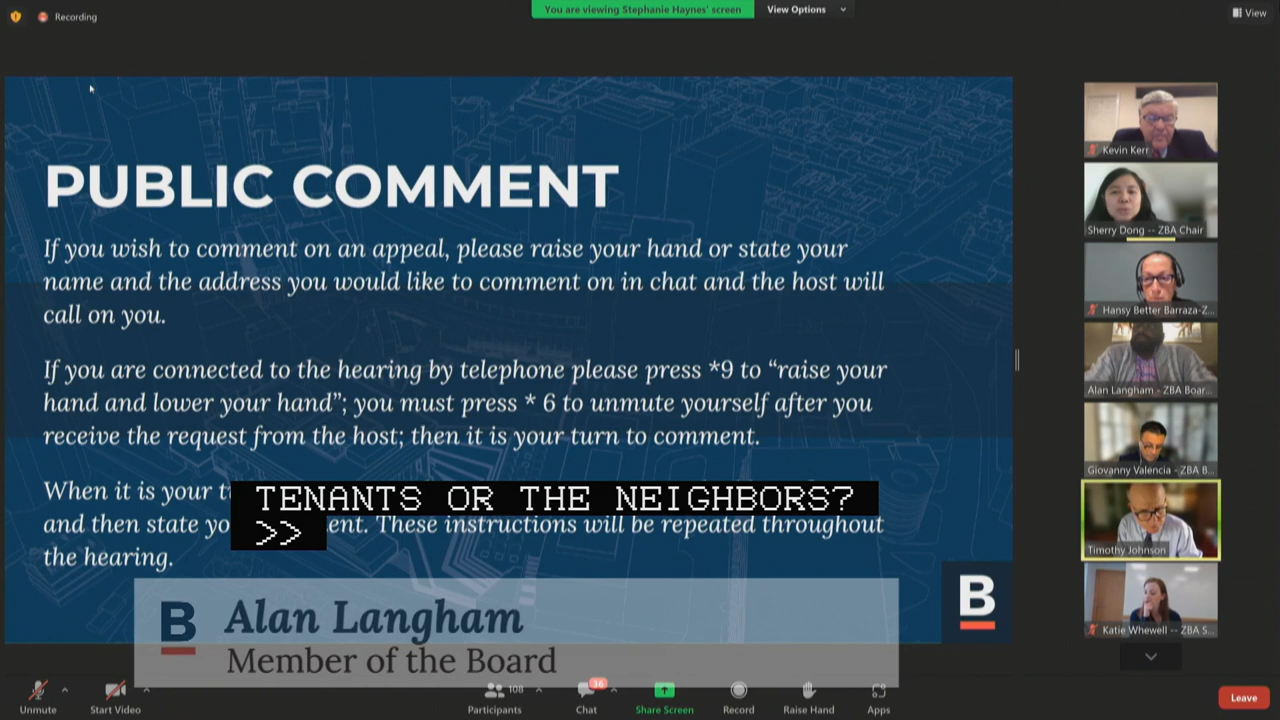 Recording
You are viewing Stephanie Haynes' screen
View Options
View
PUBLIC COMMENT
If you wish to comment on an appeal, please raise your hand or state your
name and the address you would like to comment on in chat and the host will
call on you.
If you are connected to the hearing by telephone please press *9 to “raise your
hand and lower your hand”; you must press * 6 to unmute yourself after you
receive the request from the host; then it is your turn to comment.
When it is your t
TENANTS OR THE NEIGHBORS?
>>
and then state yo ent. These instructions will be repeated throughout
the hearing.
B
Alan Langham
Member of the Board
B
Kevin Kerr
Sherry Dong -- ZBA Chair
Hansy Better Barraza-Z...
Alan Langham - ZBA Boar...
Giovanny Valencia - ZBA B...
Timothy Johnson
Katie Whewell -- ZBA S...
Unmute
Start Video
108
Participants
36
Chat
Share Screen
Record
Raise Hand
Apps
Leave